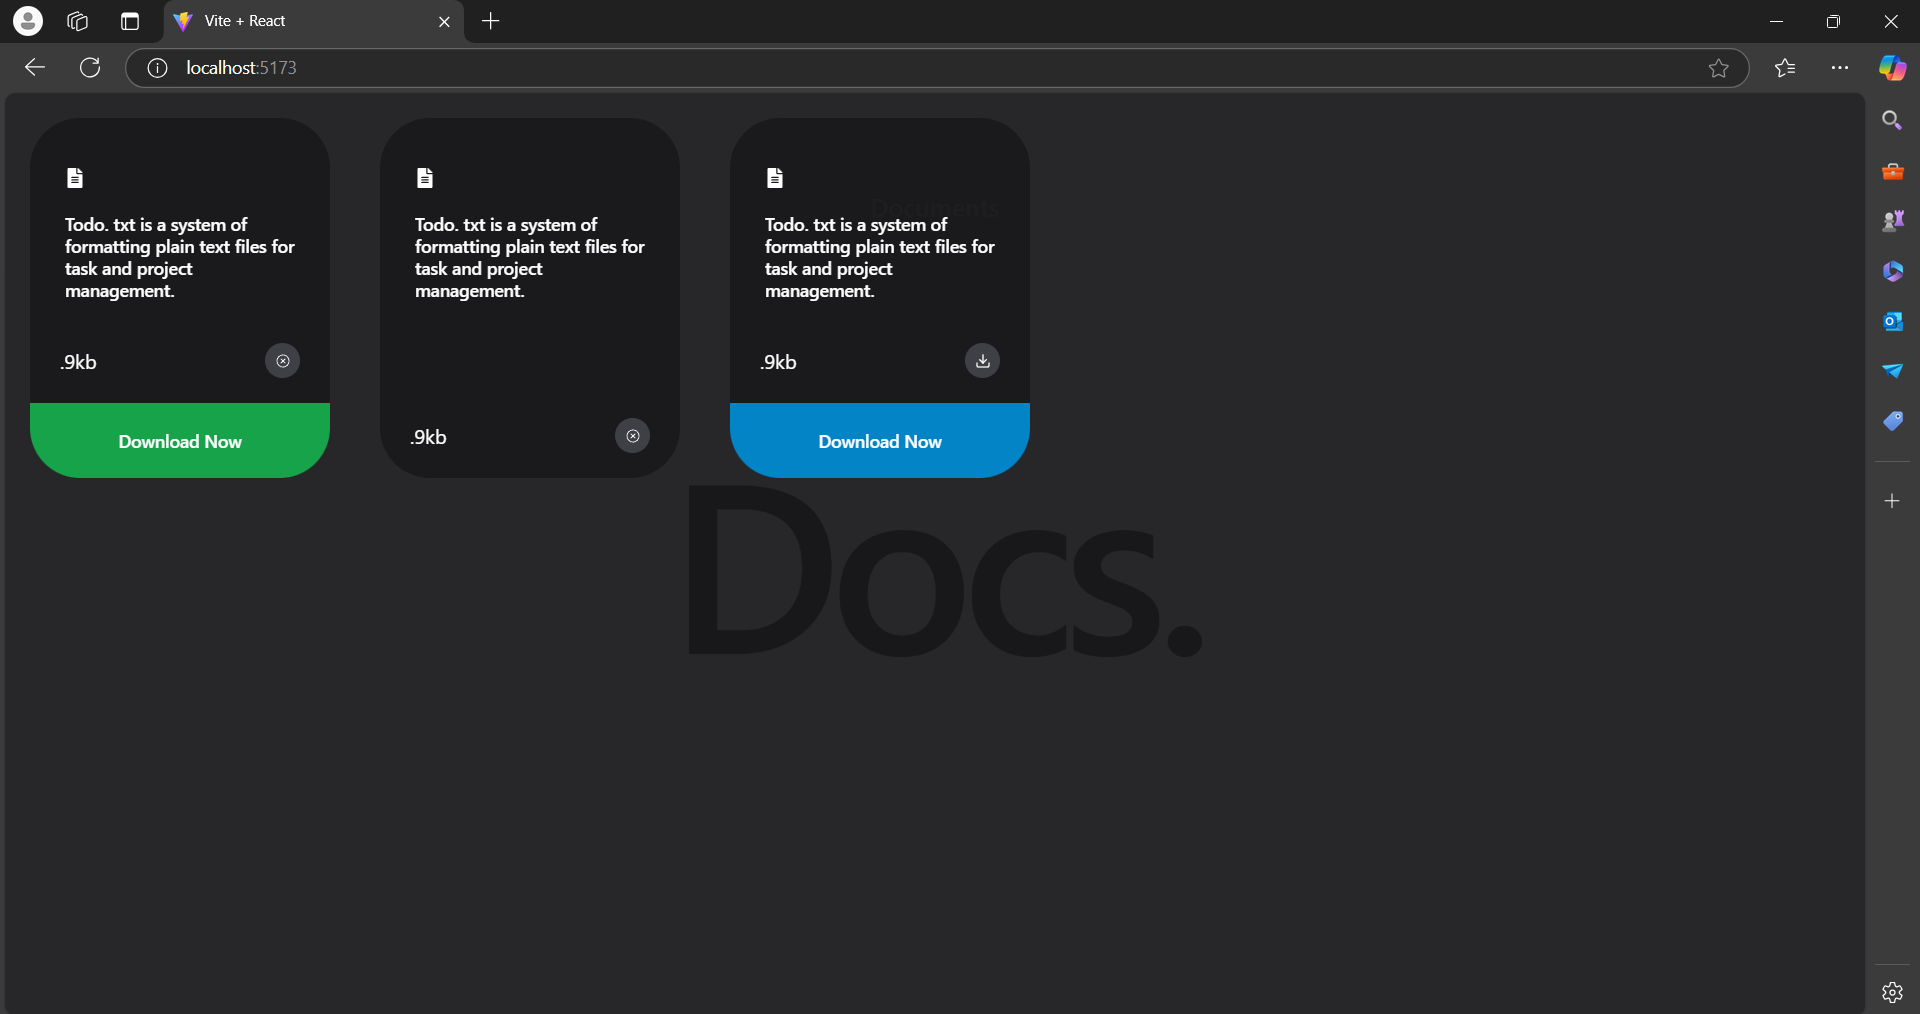 Vite + React
localhost:5173
Todo. txt is a system of
formatting plain text files for
task and project
management.
.9kb
Download Now
Todo. txt is a system of
formatting plain text files for
task and project
management.
.9kb
Documents
Todo. txt is a system of
formatting plain text files for
task and project
management.
.9kb
Download Now
Docs.